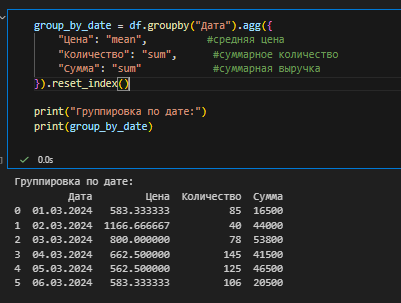 group_by_date = df.groupby("Дата").agg({
    "Цена": "mean",          #средняя цена
    "Количество": "sum",      #суммарное количество
    "Сумма": "sum"            #суммарная выручка
}).reset_index()
print("Группировка по дате:")
print(group_by_date)
0.0s
Группировка по дате:
         Дата         Цена  Количество  Сумма
0  01.03.2024   583.333333          85  16500
1  02.03.2024  1166.666667          40  44000
2  03.03.2024   800.000000          78  53800
3  04.03.2024   662.500000         145  41500
4  05.03.2024   662.500000         125  46500
5  06.03.2024   583.333333         106  20500